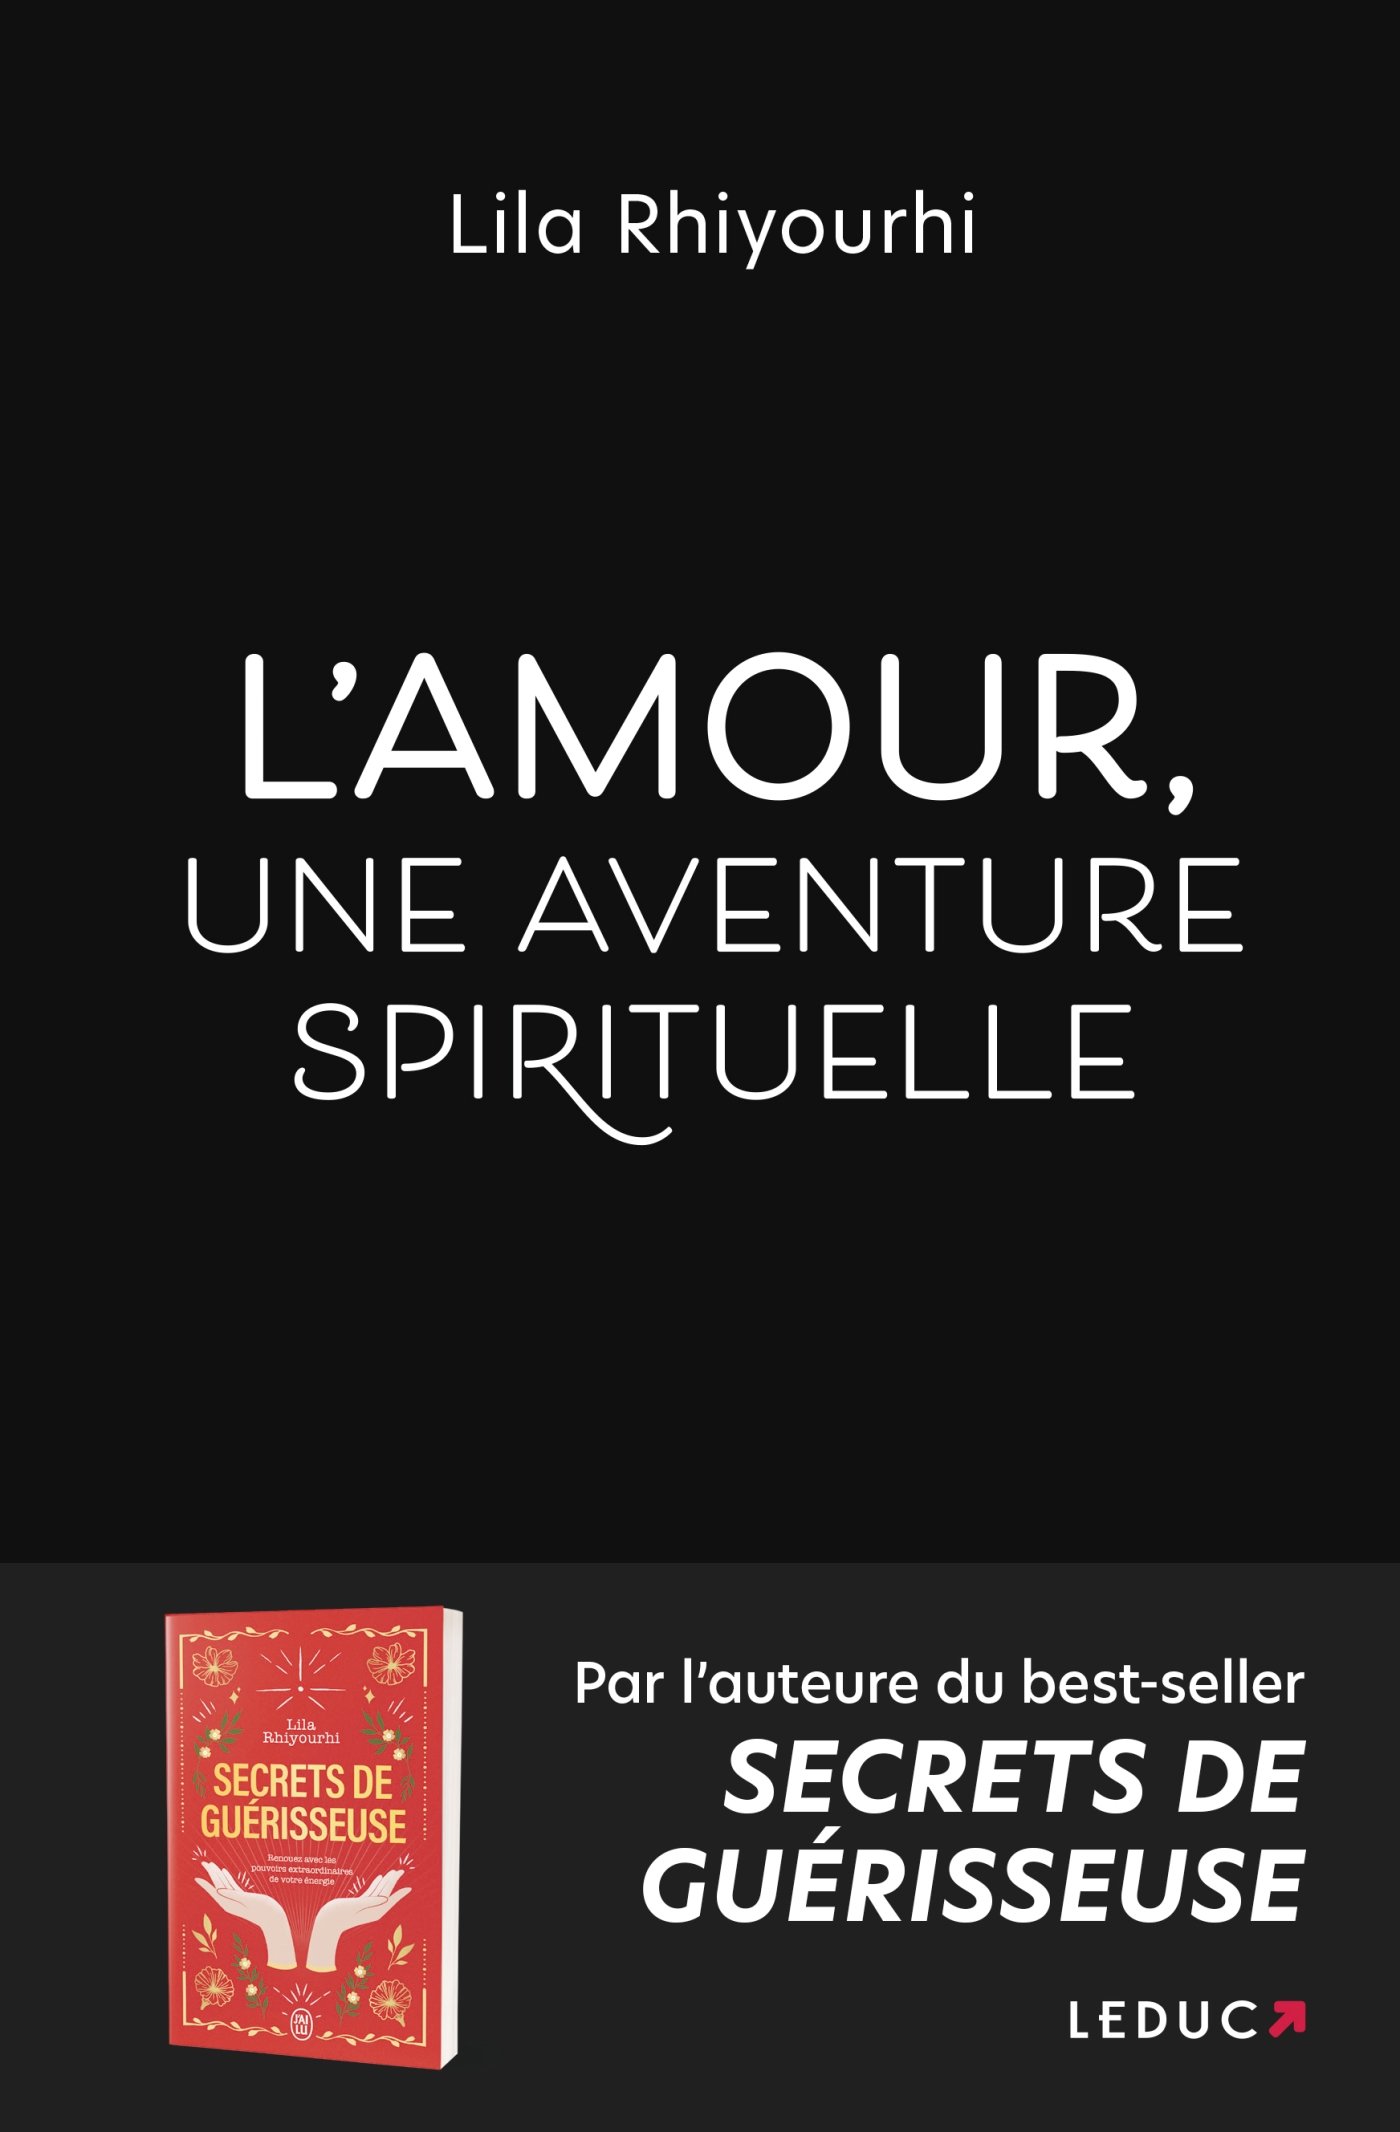 Lila Rhiyourhi
L’AMOUR,
UNE AVENTURE
SPIRITUELLE
Lila
Rhiyourhi
SECRETS DE
GUÉRISSEUSE
Renouez avec les
pouvoirs extraordinaires
de votre énergie
J'AI
LU
Par l’auteure du best-seller
SECRETS DE
GUÉRISSEUSE
LEDUC